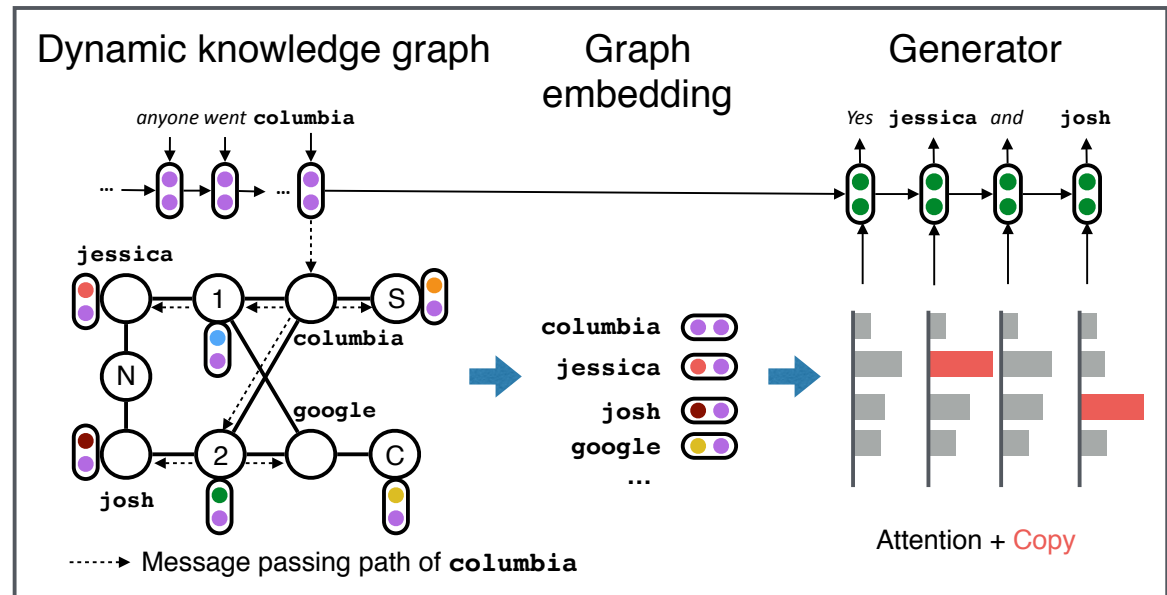 Dynamic knowledge graph
Graph
embedding
Generator
anyone went columbia
Yes jessica and josh
... ...
jessica
1
S
columbia
N
google
2
C
josh
columbia
jessica
josh
google
...
Message passing path of columbia
Attention + Copy